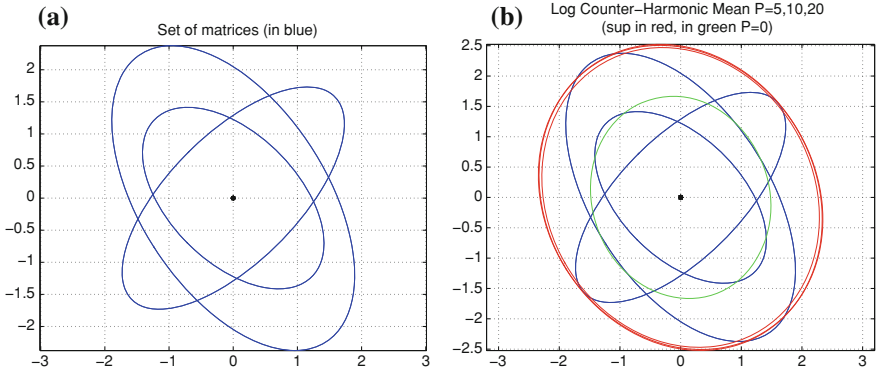 (a)
Set of matrices (in blue)
2
1.5
1
0.5
0
−0.5
−1
−1.5
−2
−3 −2 −1 0 1 2 3
(b)
Log Counter−Harmonic Mean P=5,10,20
(sup in red, in green P=0)
2.5
2
1.5
1
0.5
0
−0.5
−1
−1.5
−2
−2.5
−3 −2 −1 0 1 2 3